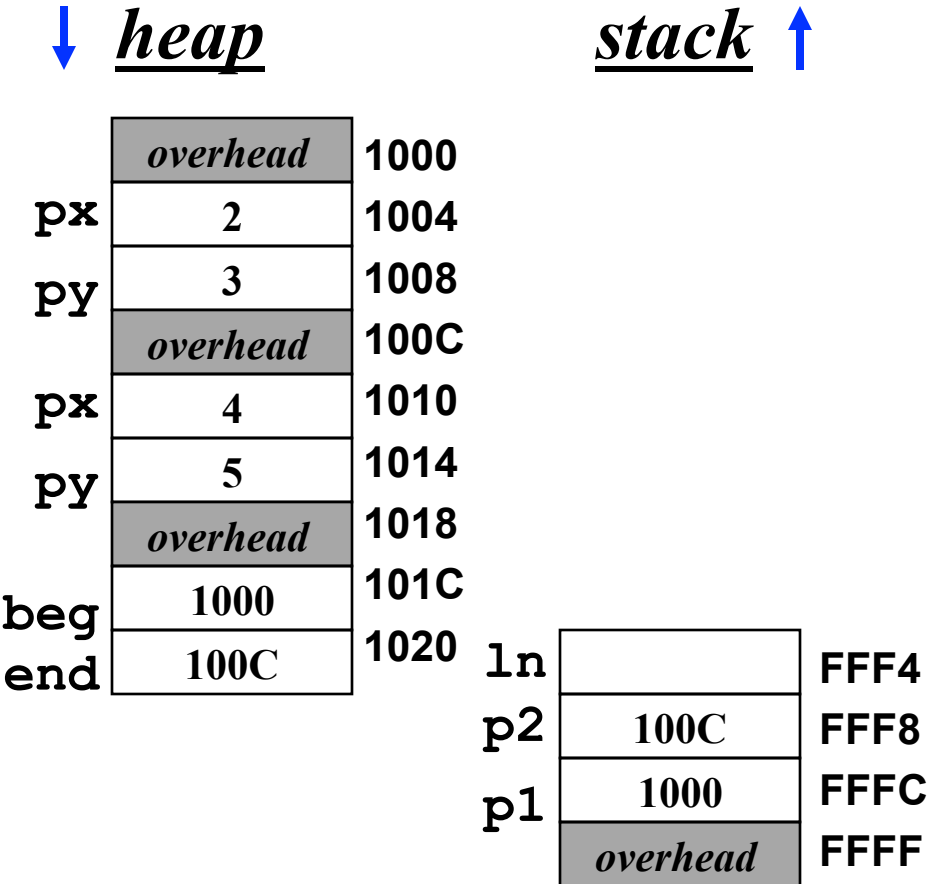 heap stack
overhead 1000
px 2 1004
py 3 1008
overhead 100C
px 4 1010
py 5 1014
overhead 1018
beg 1000 101C
end 100C 1020
ln FFF4
p2 100C FFF8
p1 1000 FFFC
overhead FFFF